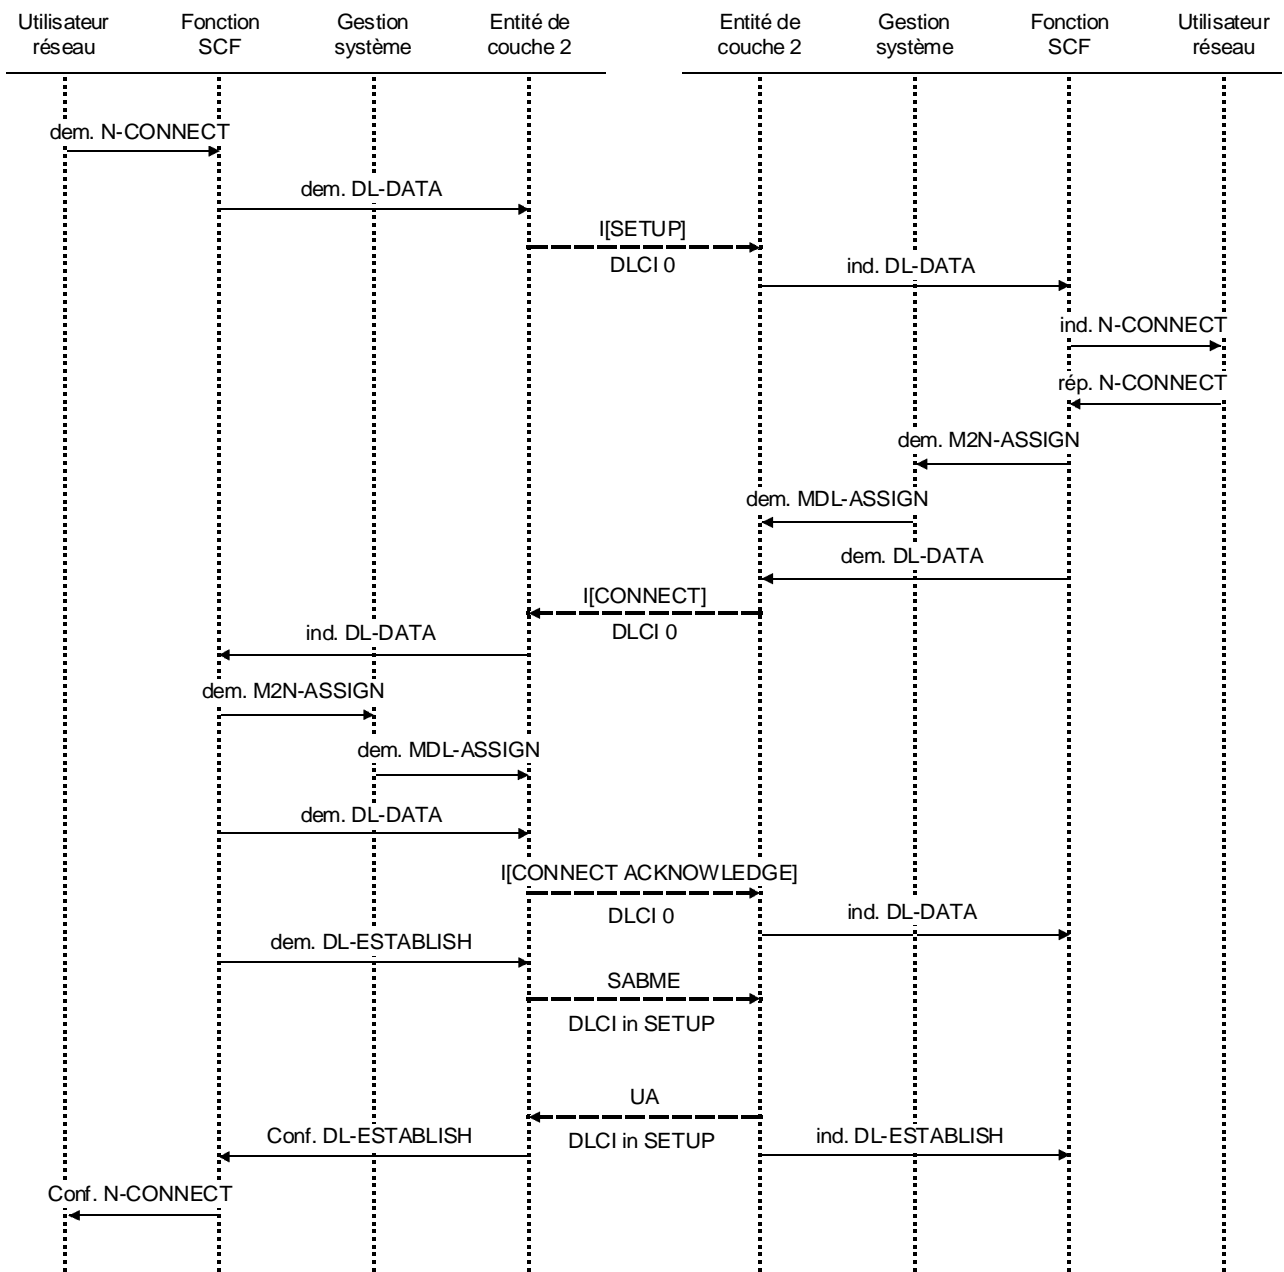 Utilisateur
réseau
Fonction
SCF
Gestion
système
Entité de
couche 2
Entité de
couche 2
Gestion
système
Fonction
SCF
Utilisateur
réseau
dem. N-CONNECT
dem. DL-DATA
I[SETUP]
DLCI 0
ind. DL-DATA
ind. N-CONNECT
rép. N-CONNECT
dem. M2N-ASSIGN
dem. MDL-ASSIGN
dem. DL-DATA
I[CONNECT]
DLCI 0
ind. DL-DATA
dem. M2N-ASSIGN
dem. MDL-ASSIGN
dem. DL-DATA
I[CONNECT ACKNOWLEDGE]
DLCI 0
ind. DL-DATA
dem. DL-ESTABLISH
SABME
DLCI in SETUP
UA
DLCI in SETUP
Conf. DL-ESTABLISH
ind. DL-ESTABLISH
Conf. N-CONNECT